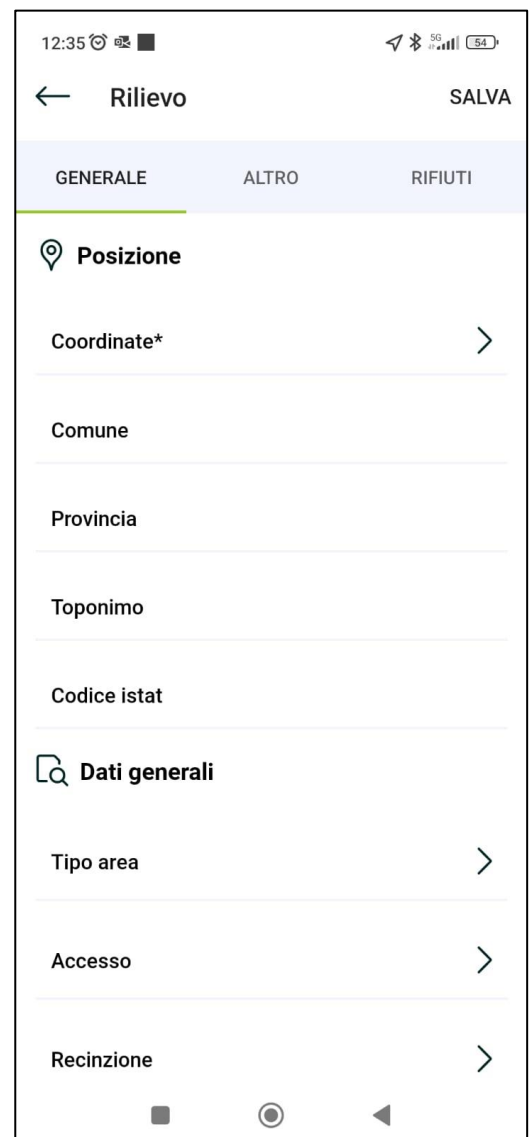 12:35
5G 54
Rilievo SALVA
GENERALE ALTRO RIFIUTI
Posizione
Coordinate*
Comune
Provincia
Toponimo
Codice istat
Dati generali
Tipo area
Accesso
Recinzione